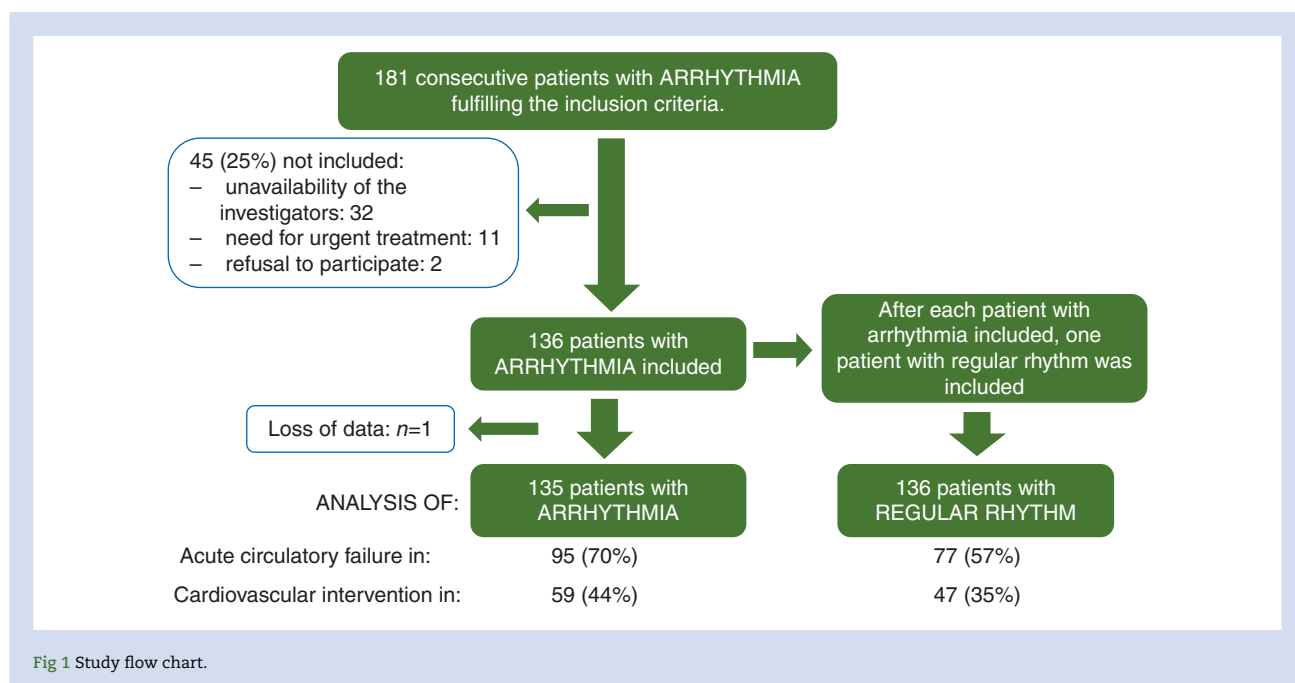 181 consecutive patients with ARRHYTHMIA
fulfilling the inclusion criteria.
45 (25%) not included:
– unavailability of the
investigators: 32
– need for urgent treatment: 11
– refusal to participate: 2
136 patients with
ARRHYTHMIA included
After each patient with
arrhythmia included, one
patient with regular rhythm was
included
Loss of data: n=1
ANALYSIS OF:
135 patients with
ARRHYTHMIA
136 patients with
REGULAR RHYTHM
Acute circulatory failure in: 95 (70%) 77 (57%)
Cardiovascular intervention in: 59 (44%) 47 (35%)
Fig 1 Study flow chart.